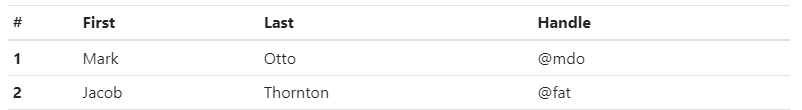 # First Last Handle
1 Mark Otto @mdo
2 Jacob Thornton @fat